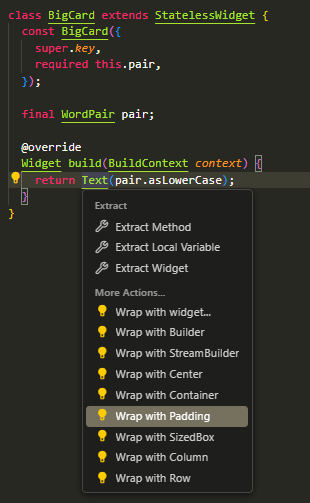 class BigCard extends StatelessWidget {
  const BigCard({
    super.key,
    required this.pair,
  });

  final WordPair pair;

  @override
  Widget build(BuildContext context) {
    return Text(pair.asLowerCase);
  }
}
Extract
Extract Method
Extract Local Variable
Extract Widget
More Actions...
Wrap with widget...
Wrap with Builder
Wrap with StreamBuilder
Wrap with Center
Wrap with Container
Wrap with Padding
Wrap with SizedBox
Wrap with Column
Wrap with Row